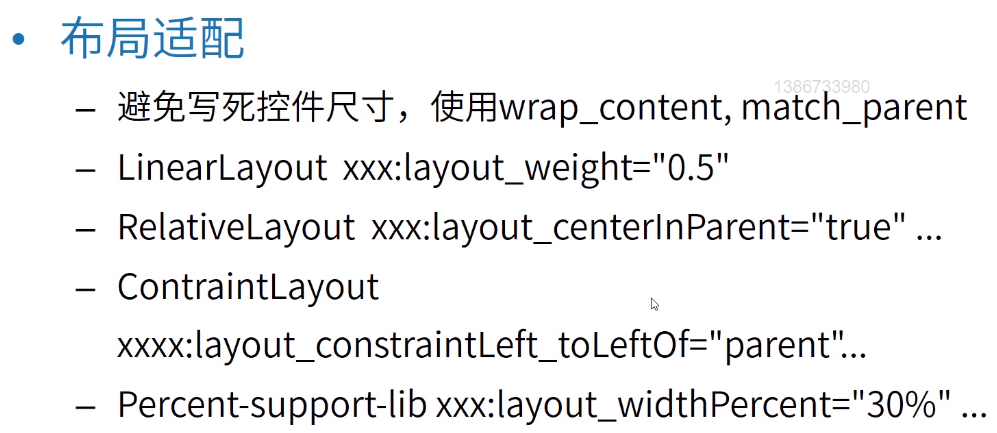 • 布局适配
1386733980
– 避免写死控件尺寸，使用wrap_content, match_parent
– LinearLayout xxx:layout_weight="0.5"
– RelativeLayout xxx:layout_centerInParent="true" ...
– ContraintLayout
xxxx:layout_constraintLeft_toLeftOf="parent"...
– Percent-support-lib xxx:layout_widthPercent="30%" ...